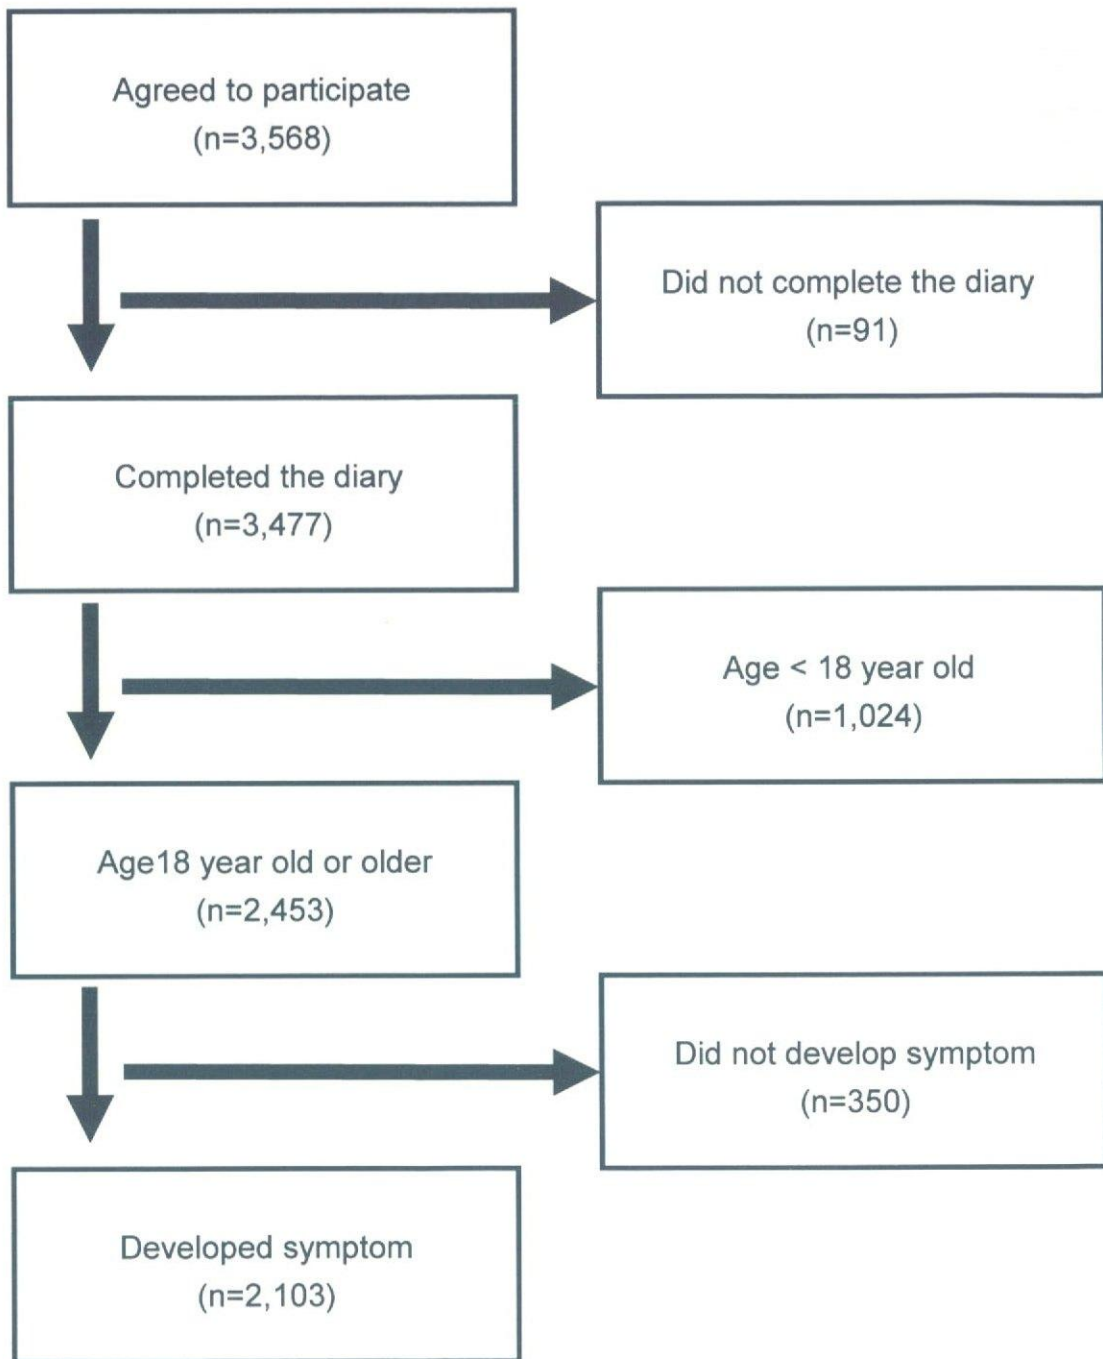 Agreed to participate
(n=3,568)
Did not complete the diary
(n=91)
Completed the diary
(n=3,477)
Age < 18 year old
(n=1,024)
Age18 year old or older
(n=2,453)
Did not develop symptom
(n=350)
Developed symptom
(n=2,103)